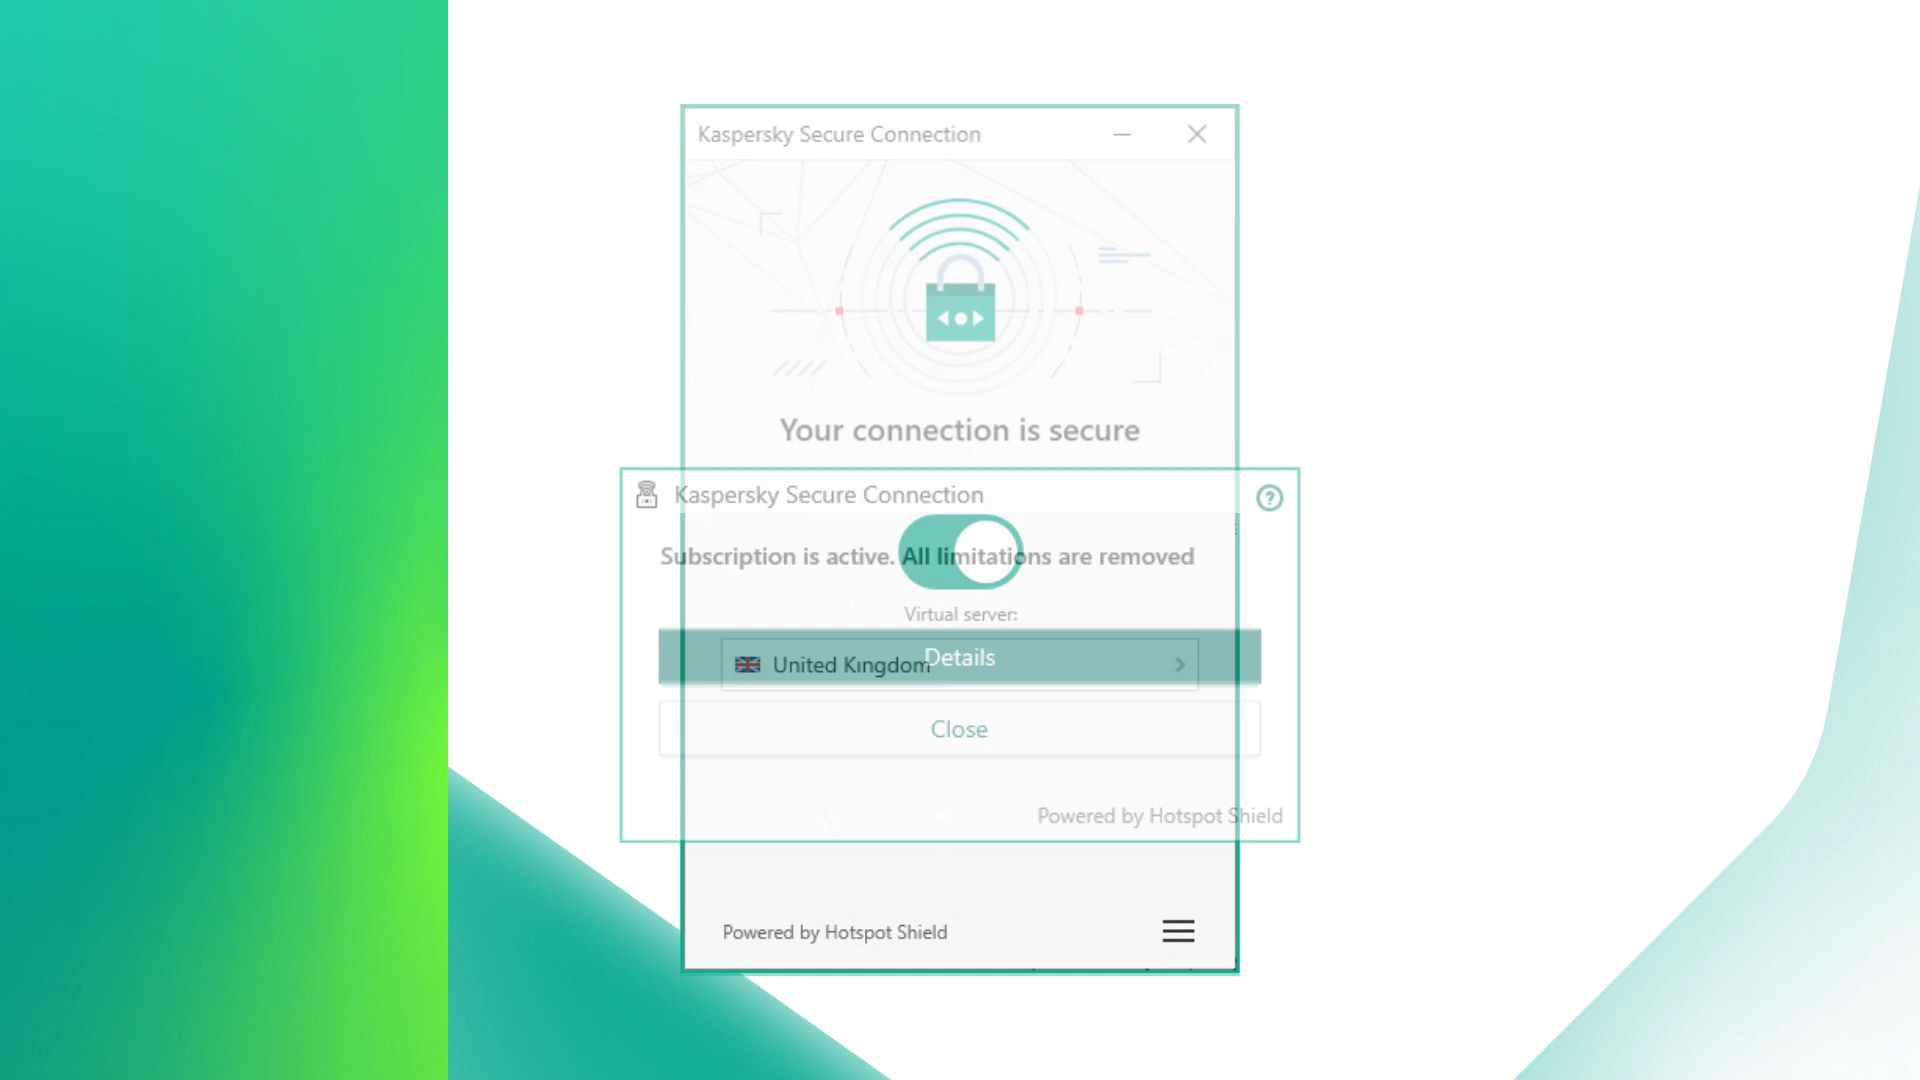 Kaspersky Secure Connection
Your connection is secure
Kaspersky Secure Connection
Subscription is active. All limitations are removed
Virtual server:
United Kingdom
Details
Close
Powered by Hotspot Shield
Powered by Hotspot Shield